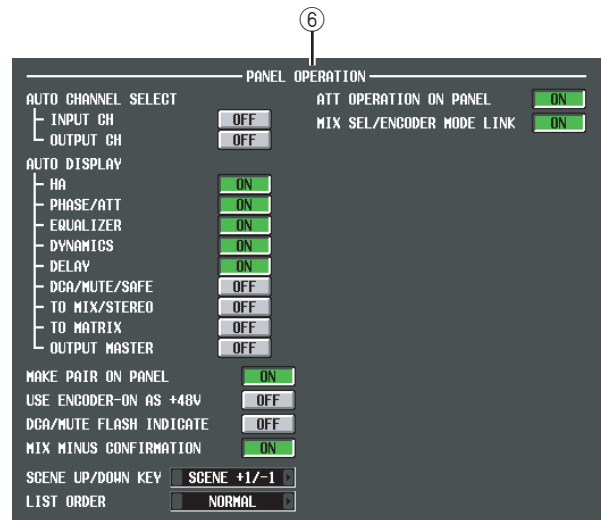 ⑥
PANEL OPERATION
AUTO CHANNEL SELECT
INPUT CH OFF
OUTPUT CH OFF
AUTO DISPLAY
HA ON
PHASE/ATT ON
EQUALIZER ON
DYNAMICS ON
DELAY ON
DCA/MUTE/SAFE OFF
TO MIX/STEREO OFF
TO MATRIX OFF
OUTPUT MASTER OFF
MAKE PAIR ON PANEL ON
USE ENCODER-ON AS +48V OFF
DCA/MUTE FLASH INDICATE OFF
MIX MINUS CONFIRMATION ON
SCENE UP/DOWN KEY SCENE +1/-1
LIST ORDER NORMAL
ATT OPERATION ON PANEL ON
MIX SEL/ENCODER MODE LINK ON